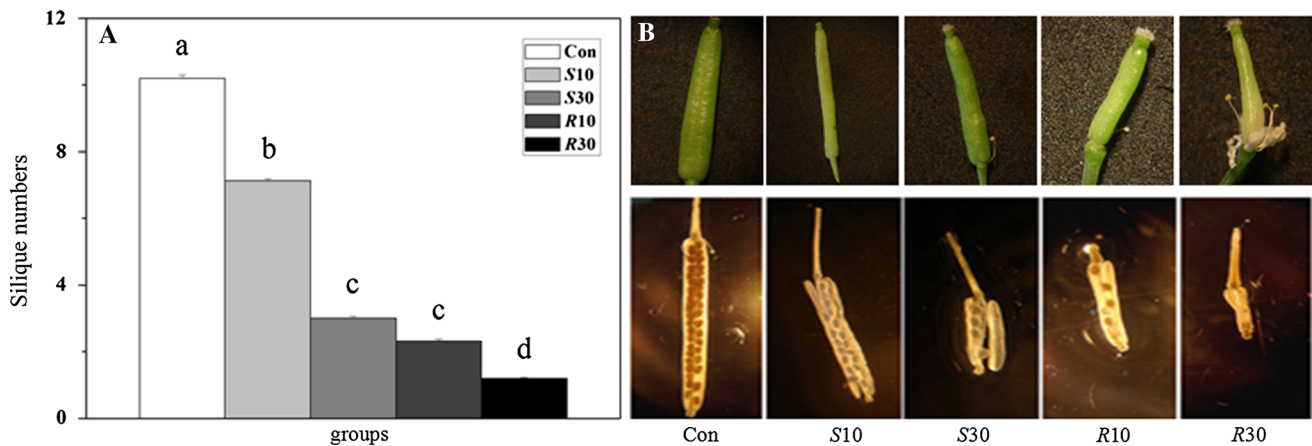 A
B
12
8
4
0
Silique numbers
groups
a
b
c
c
d
Con
S10
S30
R10
R30
Con
S10
S30
R10
R30